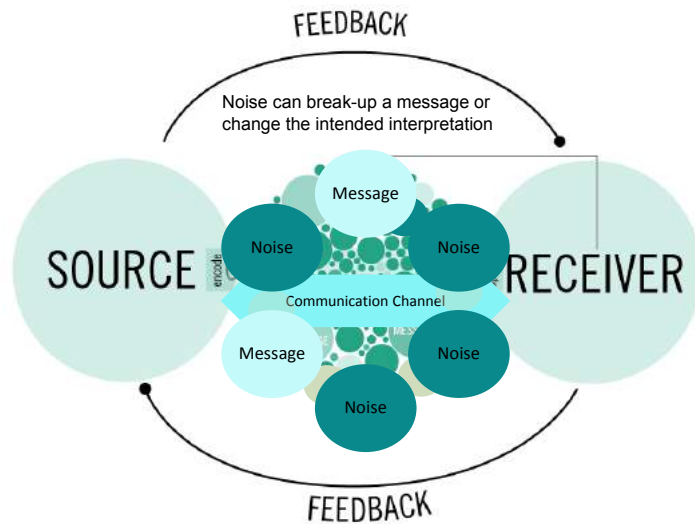 FEEDBACK
Noise can break-up a message or
change the intended interpretation
Message
Noise
Noise
SOURCE
encode
RECEIVER
Communication Channel
Message
Noise
Noise
FEEDBACK